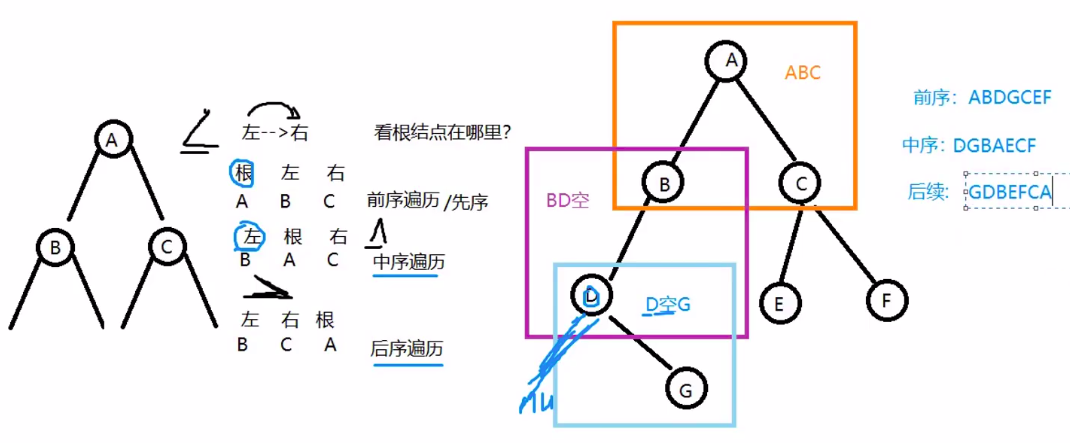 A
B
C
左-->右
看根结点在哪里?
根 左 右
A B C
前序遍历/先序
左 根 右
B A C
中序遍历
左 右 根
B C A
后序遍历
A
ABC
B
C
BD空
D
D空G
E
F
G
前序: ABDGCEF
中序: DGBAECF
后续: GDBEFCA